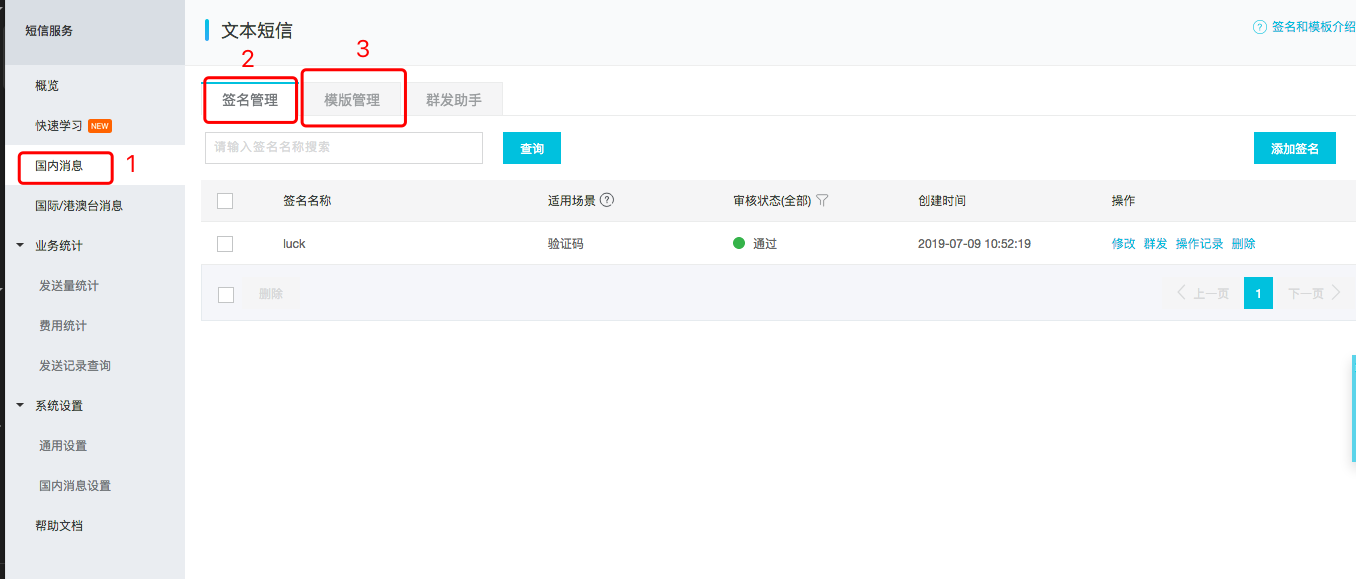 短信服务
概览
快速学习 NEW
国内消息 1
国际/港澳台消息
业务统计
发送量统计
费用统计
发送记录查询
系统设置
通用设置
国内消息设置
帮助文档
文本短信
? 签名和模板介绍
2 3
签名管理 模版管理 群发助手
请输入签名名称搜索 查询 添加签名
签名名称 适用场景 ? 审核状态(全部) 创建时间 操作
luck 验证码 通过 2019-07-09 10:52:19 修改 群发 操作记录 删除
删除 上一页 1 下一页